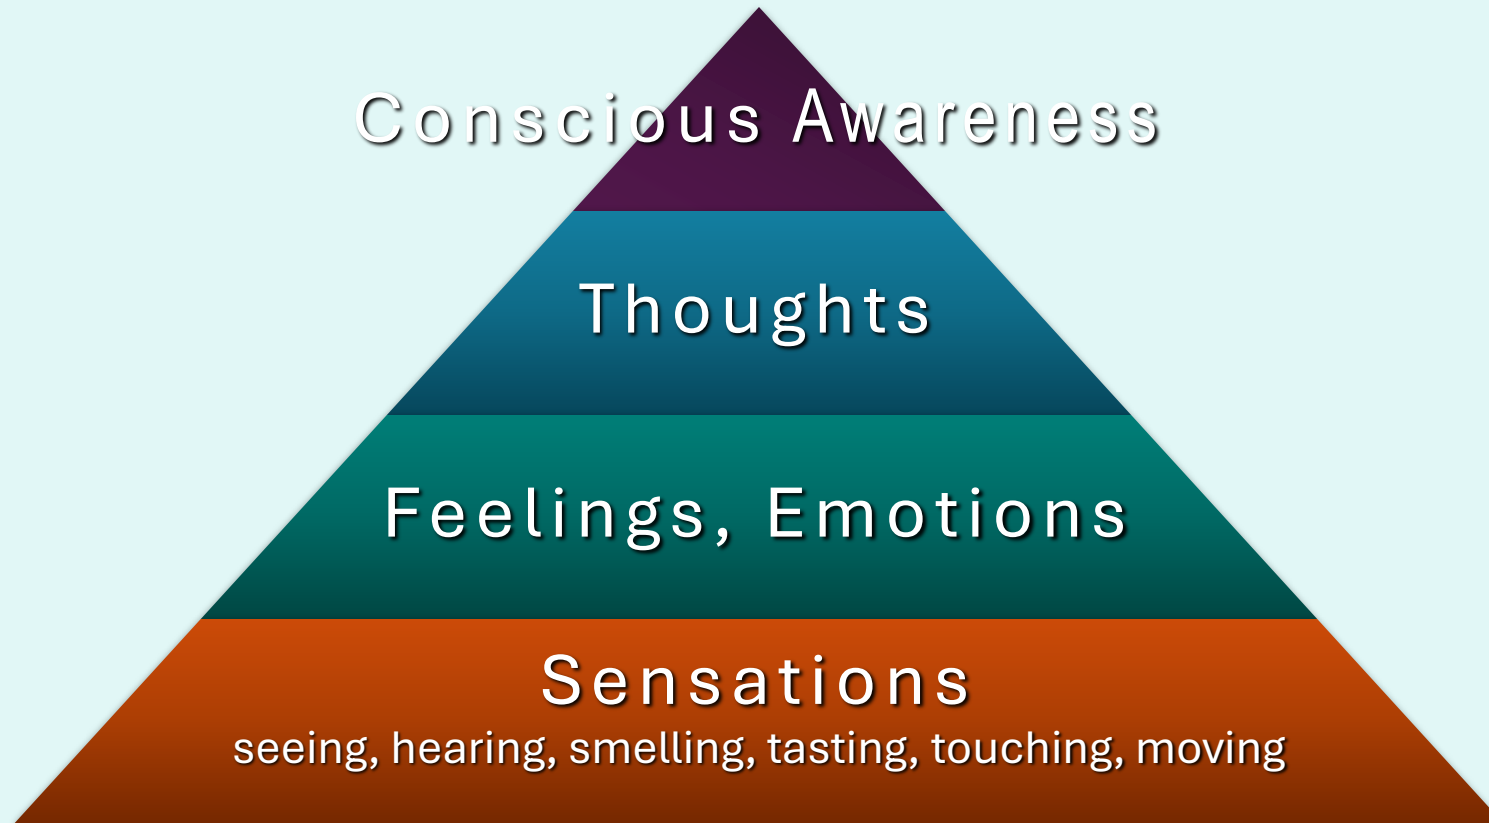 Conscious Awareness
Thoughts
Feelings, Emotions
Sensations
seeing, hearing, smelling, tasting, touching, moving